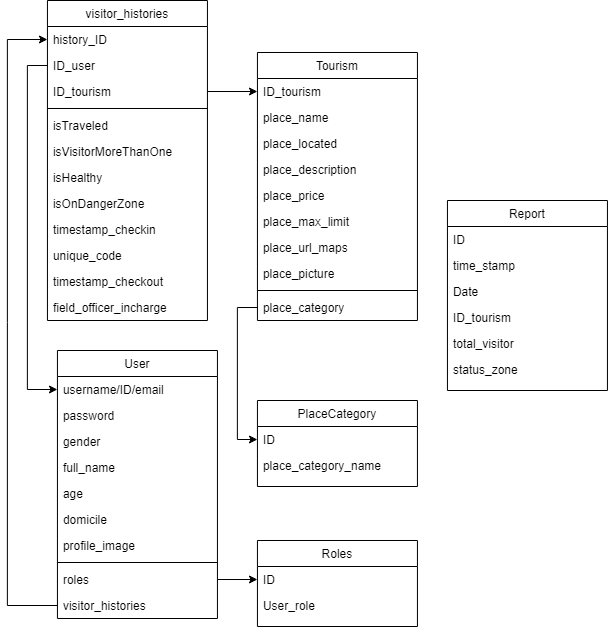 visitor_histories
history_ID
ID_user
ID_tourism
isTraveled
isVisitorMoreThanOne
isHealthy
isOnDangerZone
timestamp_checkin
unique_code
timestamp_checkout
field_officer_incharge
Tourism
ID_tourism
place_name
place_located
place_description
place_price
place_max_limit
place_url_maps
place_picture
place_category
Report
ID
time_stamp
Date
ID_tourism
total_visitor
status_zone
User
username/ID/email
password
gender
full_name
age
domicile
profile_image
roles
visitor_histories
PlaceCategory
ID
place_category_name
Roles
ID
User_role